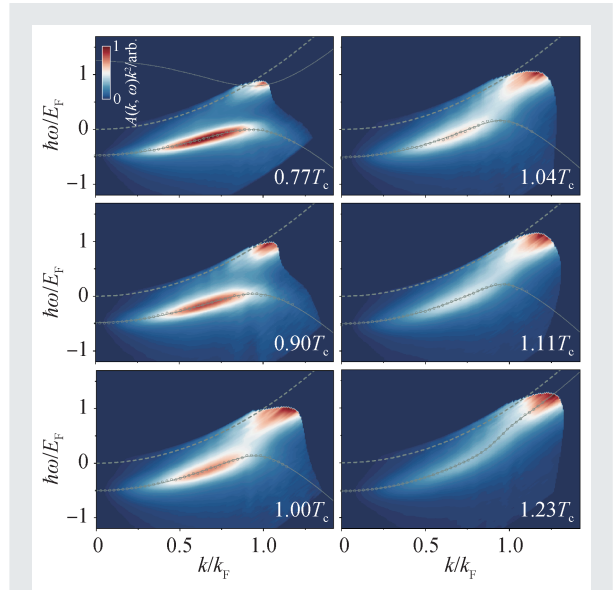 1
0
A(k, ω)k²/arb.
ħω/E_F
1
0
−1
0.77T_c
1.04T_c
ħω/E_F
1
0
−1
0.90T_c
1.11T_c
ħω/E_F
1
0
−1
1.00T_c
1.23T_c
0
0.5
1.0
0
0.5
1.0
k/k_F
k/k_F